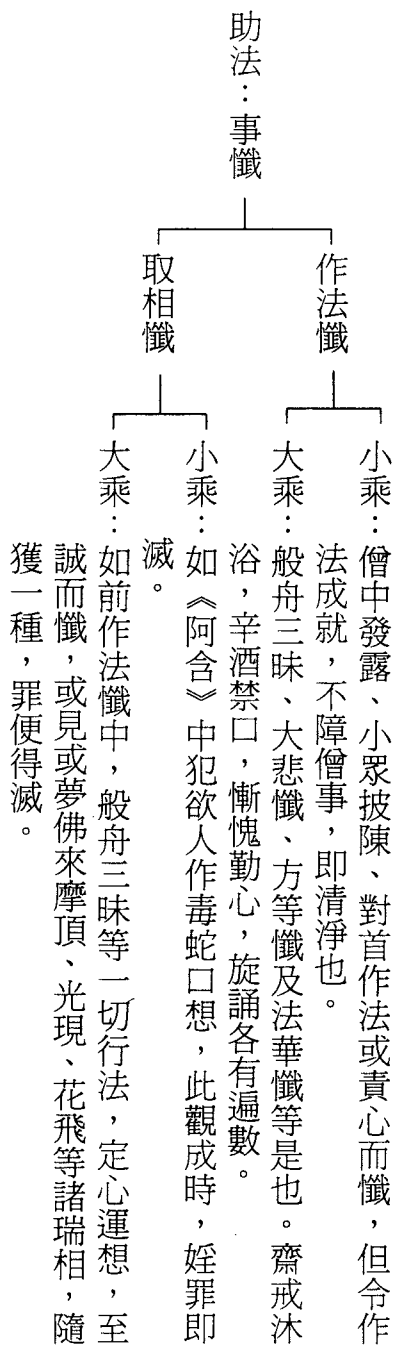 助法：事懺
作法懺
小乘：僧中發露、小眾披陳、對首作法或責心而懺，但令作
法成就，不障僧事，即清淨也。
大乘：般舟三昧、大悲懺、方等懺及法華懺等是也。齋戒沐
浴，辛酒禁口，慚愧勤心，旋誦各有遍數。
取相懺
小乘：如《阿含》中犯欲人作毒蛇口想，此觀成時，婬罪即
滅。
大乘：如前作法懺中，般舟三昧等一切行法，定心運想，至
誠而懺，或見或夢佛來摩頂、光現、花飛等諸瑞相，隨
獲一種，罪便得滅。